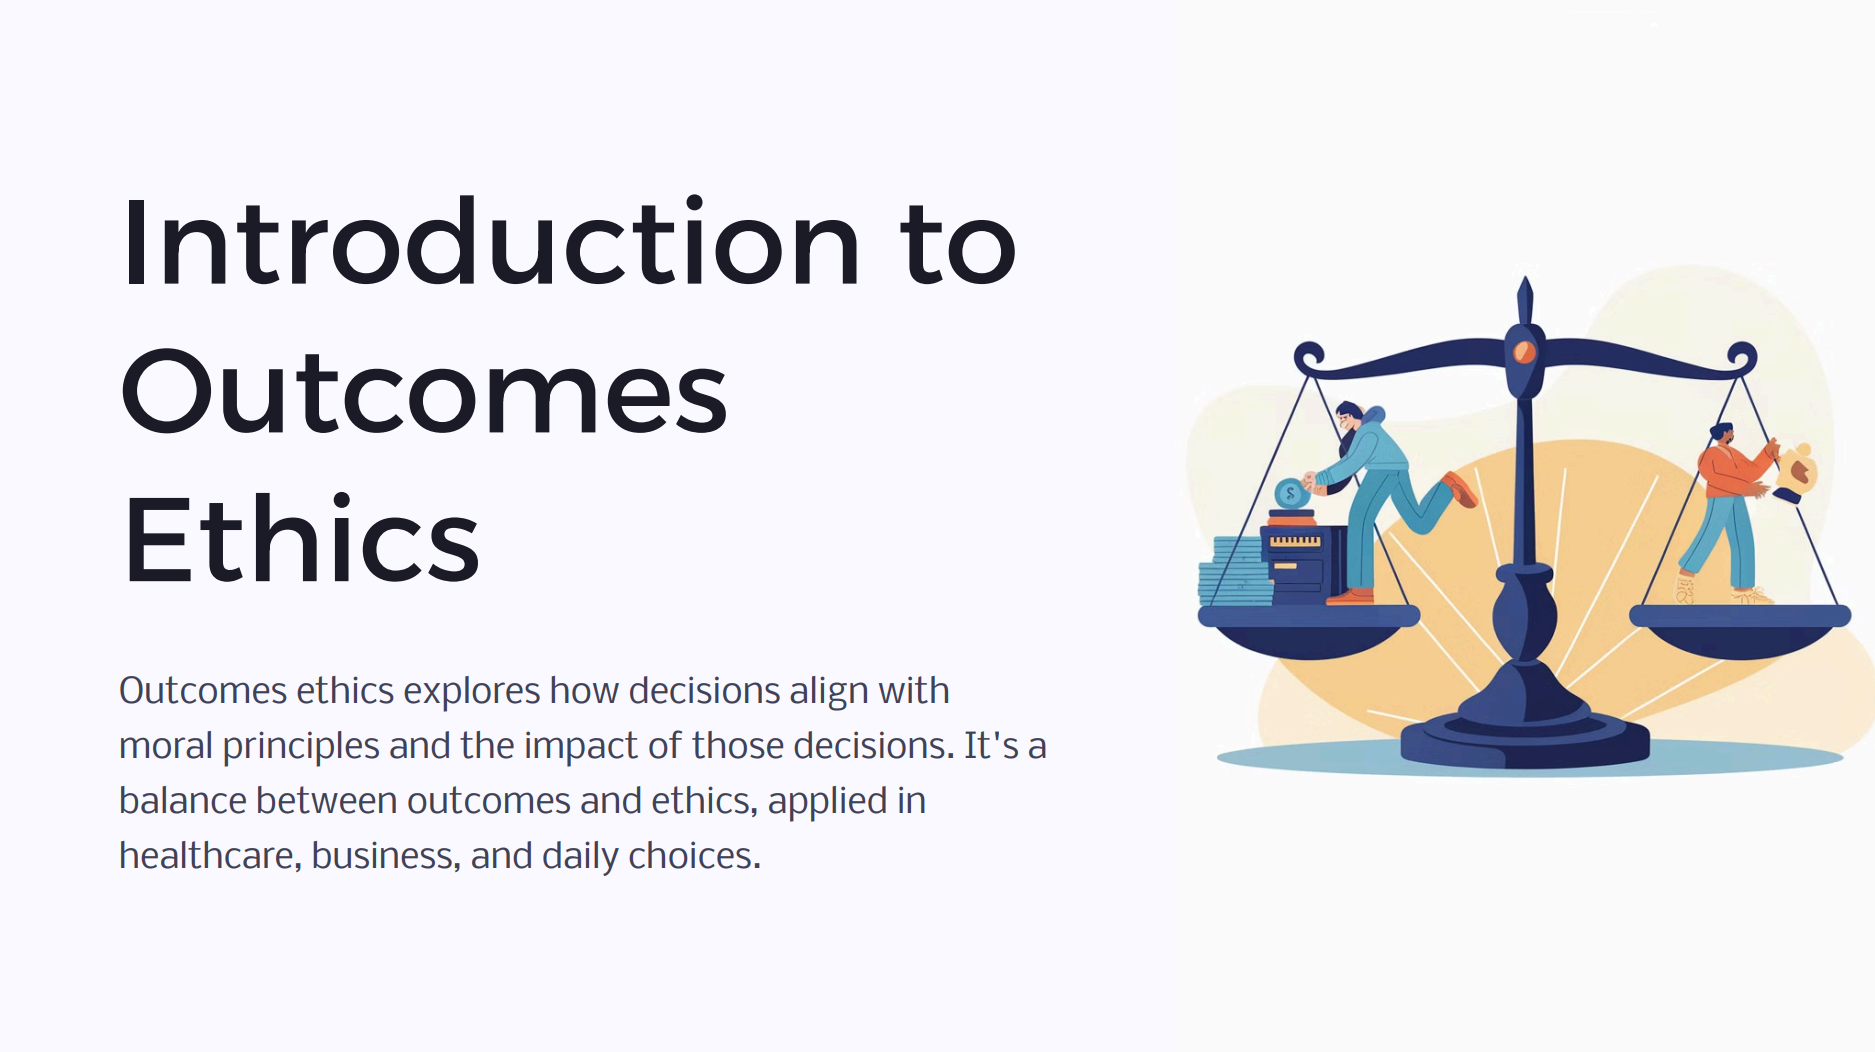 Introduction to
Outcomes
Ethics
Outcomes ethics explores how decisions align with
moral principles and the impact of those decisions. It's a
balance between outcomes and ethics, applied in
healthcare, business, and daily choices.
$